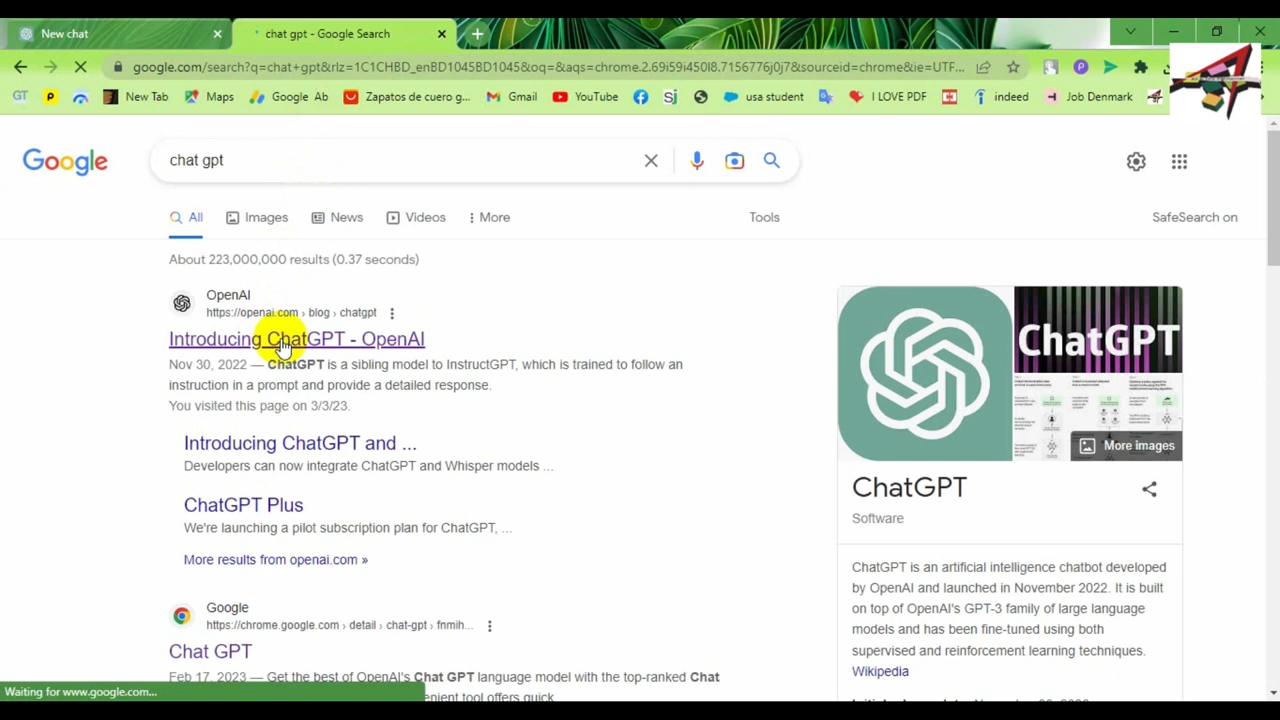 New chat
chat gpt - Google Search
google.com/search?q=chat+gpt&rlz=1C1CHBD_enBD1045BD1045&oq=&aqs=chrome.2.69i59i450l8.7156776j0j7&sourceid=chrome&ie=UTF...
GT
P
New Tab
Maps
Google Ab
Zapatos de cuero g...
Gmail
YouTube
Sj
usa student
I LOVE PDF
indeed
Job Denmark
Google
chat gpt
All
Images
News
Videos
More
Tools
SafeSearch on
About 223,000,000 results (0.37 seconds)
OpenAI
https://openai.com › blog › chatgpt
Introducing ChatGPT - OpenAI
Nov 30, 2022 — ChatGPT is a sibling model to InstructGPT, which is trained to follow an
instruction in a prompt and provide a detailed response.
You visited this page on 3/3/23.
Introducing ChatGPT and ...
Developers can now integrate ChatGPT and Whisper models ...
ChatGPT Plus
We're launching a pilot subscription plan for ChatGPT, ...
More results from openai.com »
Google
https://chrome.google.com › detail › chat-gpt › fnmih...
Chat GPT
Feb 17, 2023 — Get the best of OpenAI's Chat GPT language model with the top-ranked Chat
enient tool offers quick
Waiting for www.google.com...
ChatGPT
More images
ChatGPT
Software
ChatGPT is an artificial intelligence chatbot developed
by OpenAI and launched in November 2022. It is built
on top of OpenAI's GPT-3 family of large language
models and has been fine-tuned using both
supervised and reinforcement learning techniques.
Wikipedia